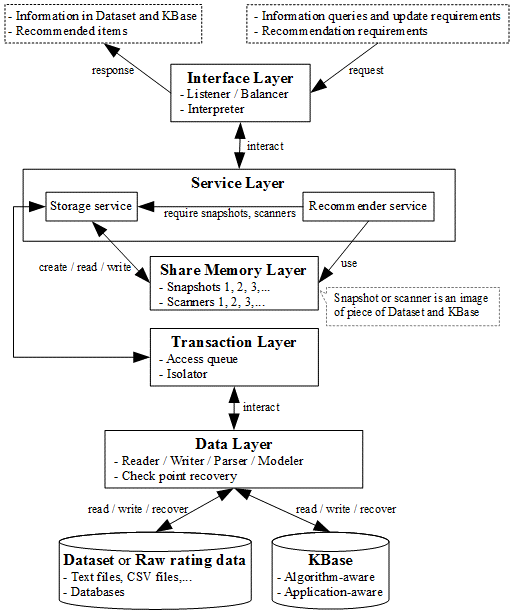 - Information in Dataset and KBase
- Recommended items
- Information queries and update requirements
- Recommendation requirements
response
request
Interface Layer
- Listener / Balancer
- Interpreter
interact
Service Layer
Storage service
require snapshots, scanners
Recommender service
create / read / write
use
Share Memory Layer
- Snapshots 1, 2, 3,...
- Scanners 1, 2, 3,...
Snapshot or scanner is an image
of piece of Dataset and KBase
Transaction Layer
- Access queue
- Isolator
interact
Data Layer
- Reader / Writer / Parser / Modeler
- Check point recovery
read / write / recover
read / write / recover
Dataset or Raw rating data
- Text files, CSV files,...
- Databases
KBase
- Algorithm-aware
- Application-aware